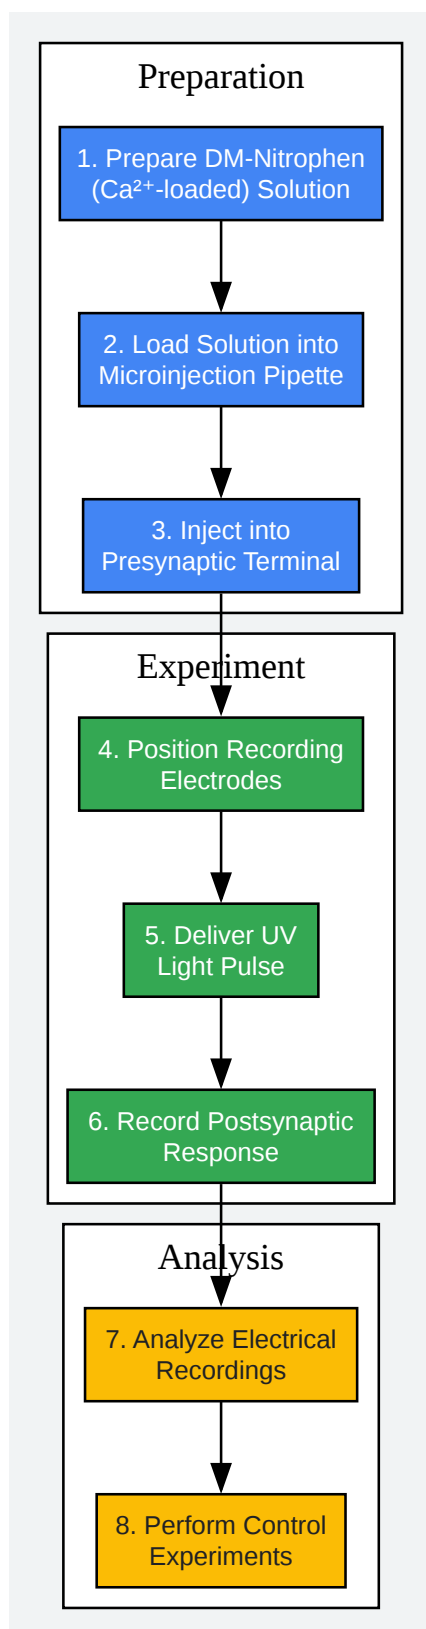 Preparation
1. Prepare DM-Nitrophen
(Ca²⁺-loaded) Solution
2. Load Solution into
Microinjection Pipette
3. Inject into
Presynaptic Terminal
Experiment
4. Position Recording
Electrodes
5. Deliver UV
Light Pulse
6. Record Postsynaptic
Response
Analysis
7. Analyze Electrical
Recordings
8. Perform Control
Experiments